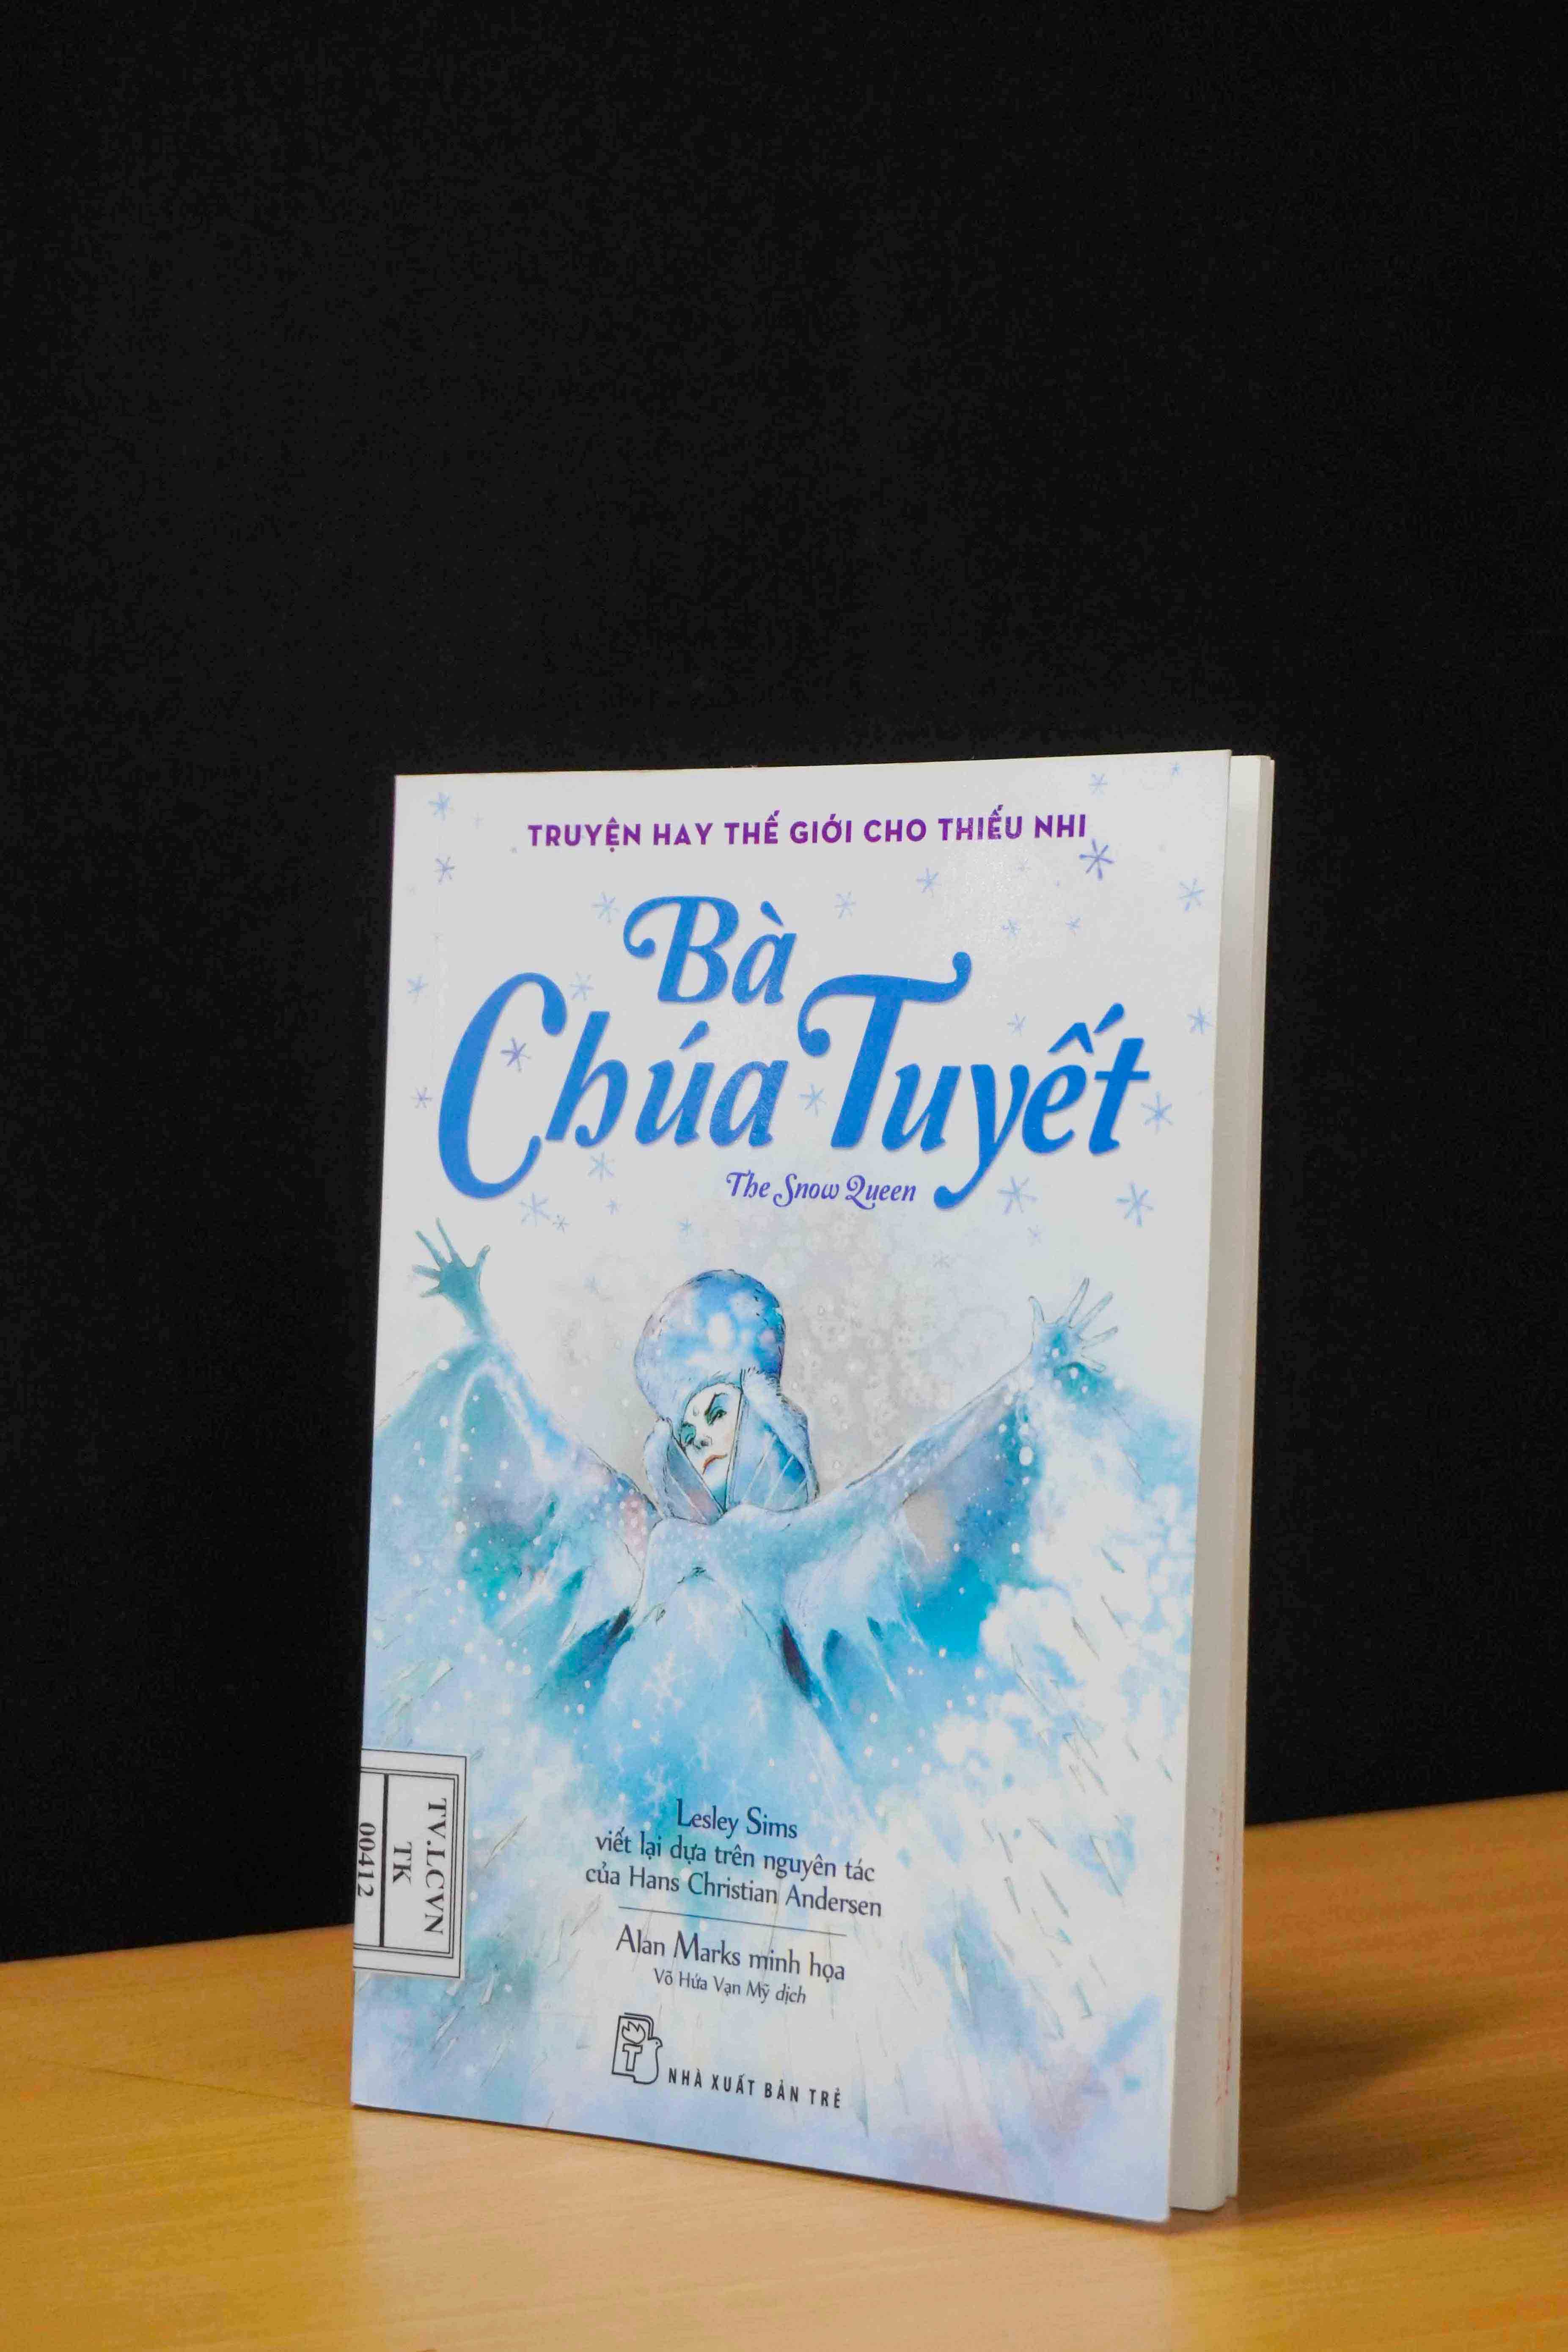 TRUYỆN HAY THẾ GIỚI CHO THIẾU NHI
Bà
Chúa Tuyết
The Snow Queen
Lesley Sims
viết lại dựa trên nguyên tác
của Hans Christian Andersen
Alan Marks minh họa
Võ Hứa Vạn Mỹ dịch
T
NHÀ XUẤT BẢN TRẺ
TV.LCVN
TK
00412